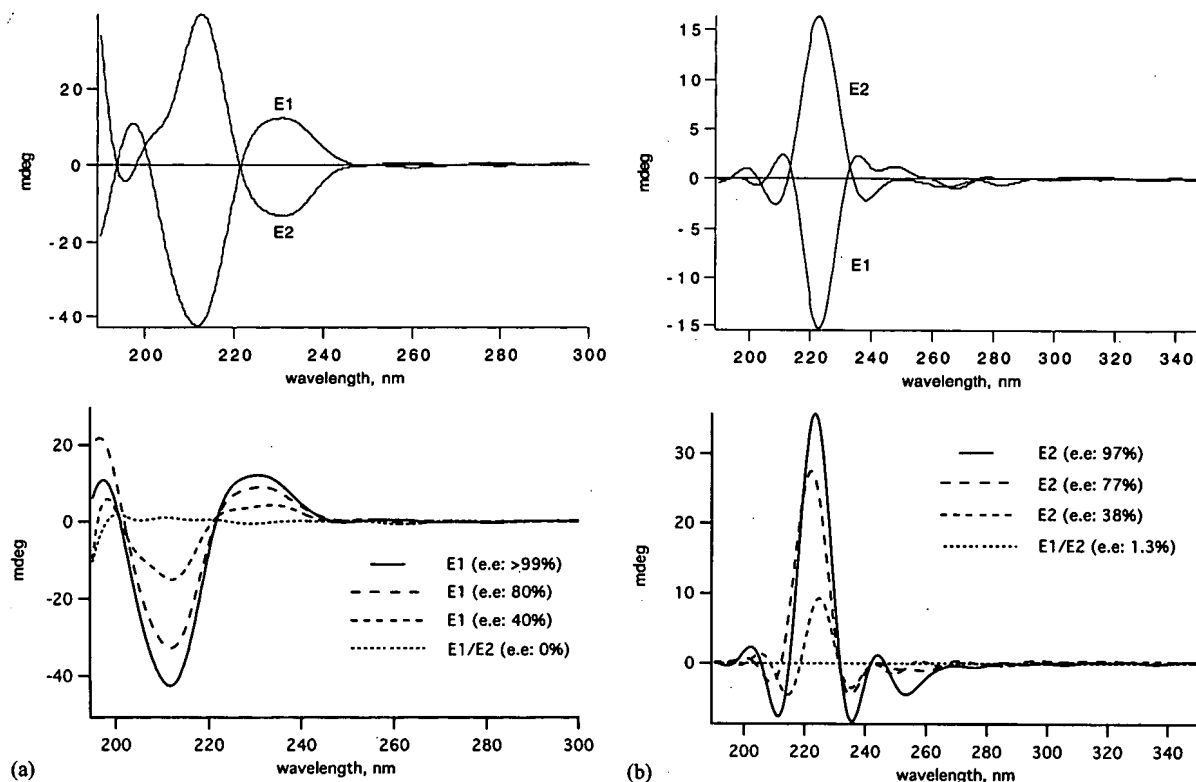 20
0
-20
-40
mdeg
E1
E2
200 220 240 260 280 300
wavelength, nm
15
10
5
0
-5
-10
-15
mdeg
E2
E1
200 220 240 260 280 300 320 340
wavelength, nm
20
0
-20
-40
mdeg
E1 (e.e: >99%)
E1 (e.e: 80%)
E1 (e.e: 40%)
E1/E2 (e.e: 0%)
200 220 240 260 280 300
wavelength, nm
(a)
30
20
10
0
mdeg
E2 (e.e: 97%)
E2 (e.e: 77%)
E2 (e.e: 38%)
E1/E2 (e.e: 1.3%)
200 220 240 260 280 300 320 340
wavelength, nm
(b)